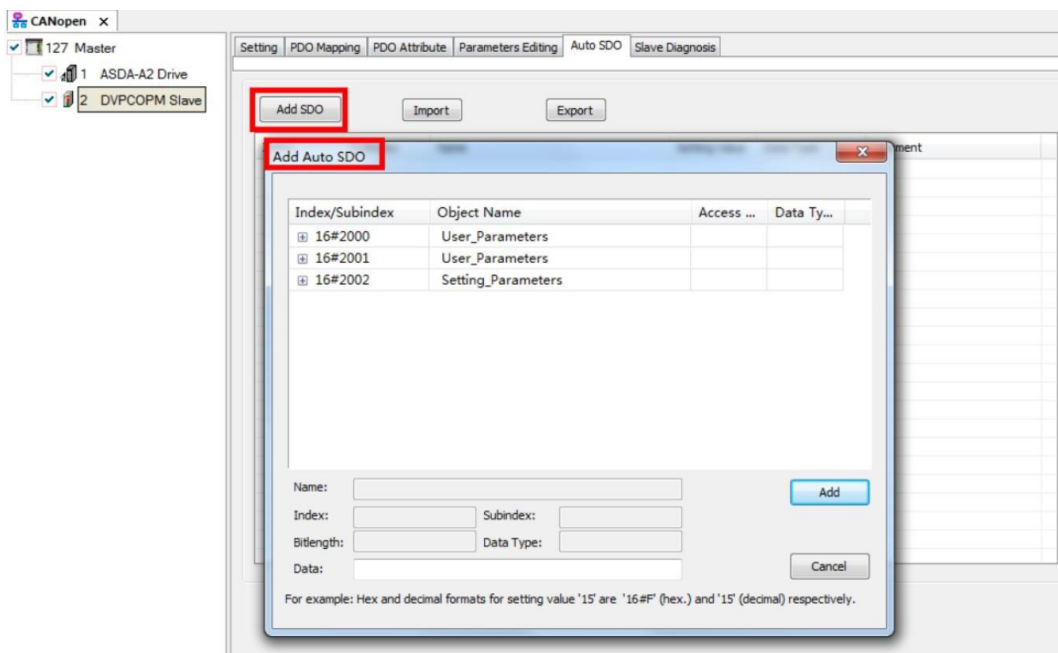 CANopen x
127 Master
1 ASDA-A2 Drive
2 DVPCOPM Slave
Setting PDO Mapping PDO Attribute Parameters Editing Auto SDO Slave Diagnosis
Add SDO Import Export
Add Auto SDO
ment
Index/Subindex Object Name Access ... Data Ty...
16#2000 User_Parameters
16#2001 User_Parameters
16#2002 Setting_Parameters
Name:
Add
Index: Subindex:
Bitlength: Data Type:
Data:
Cancel
For example: Hex and decimal formats for setting value '15' are '16#F' (hex.) and '15' (decimal) respectively.